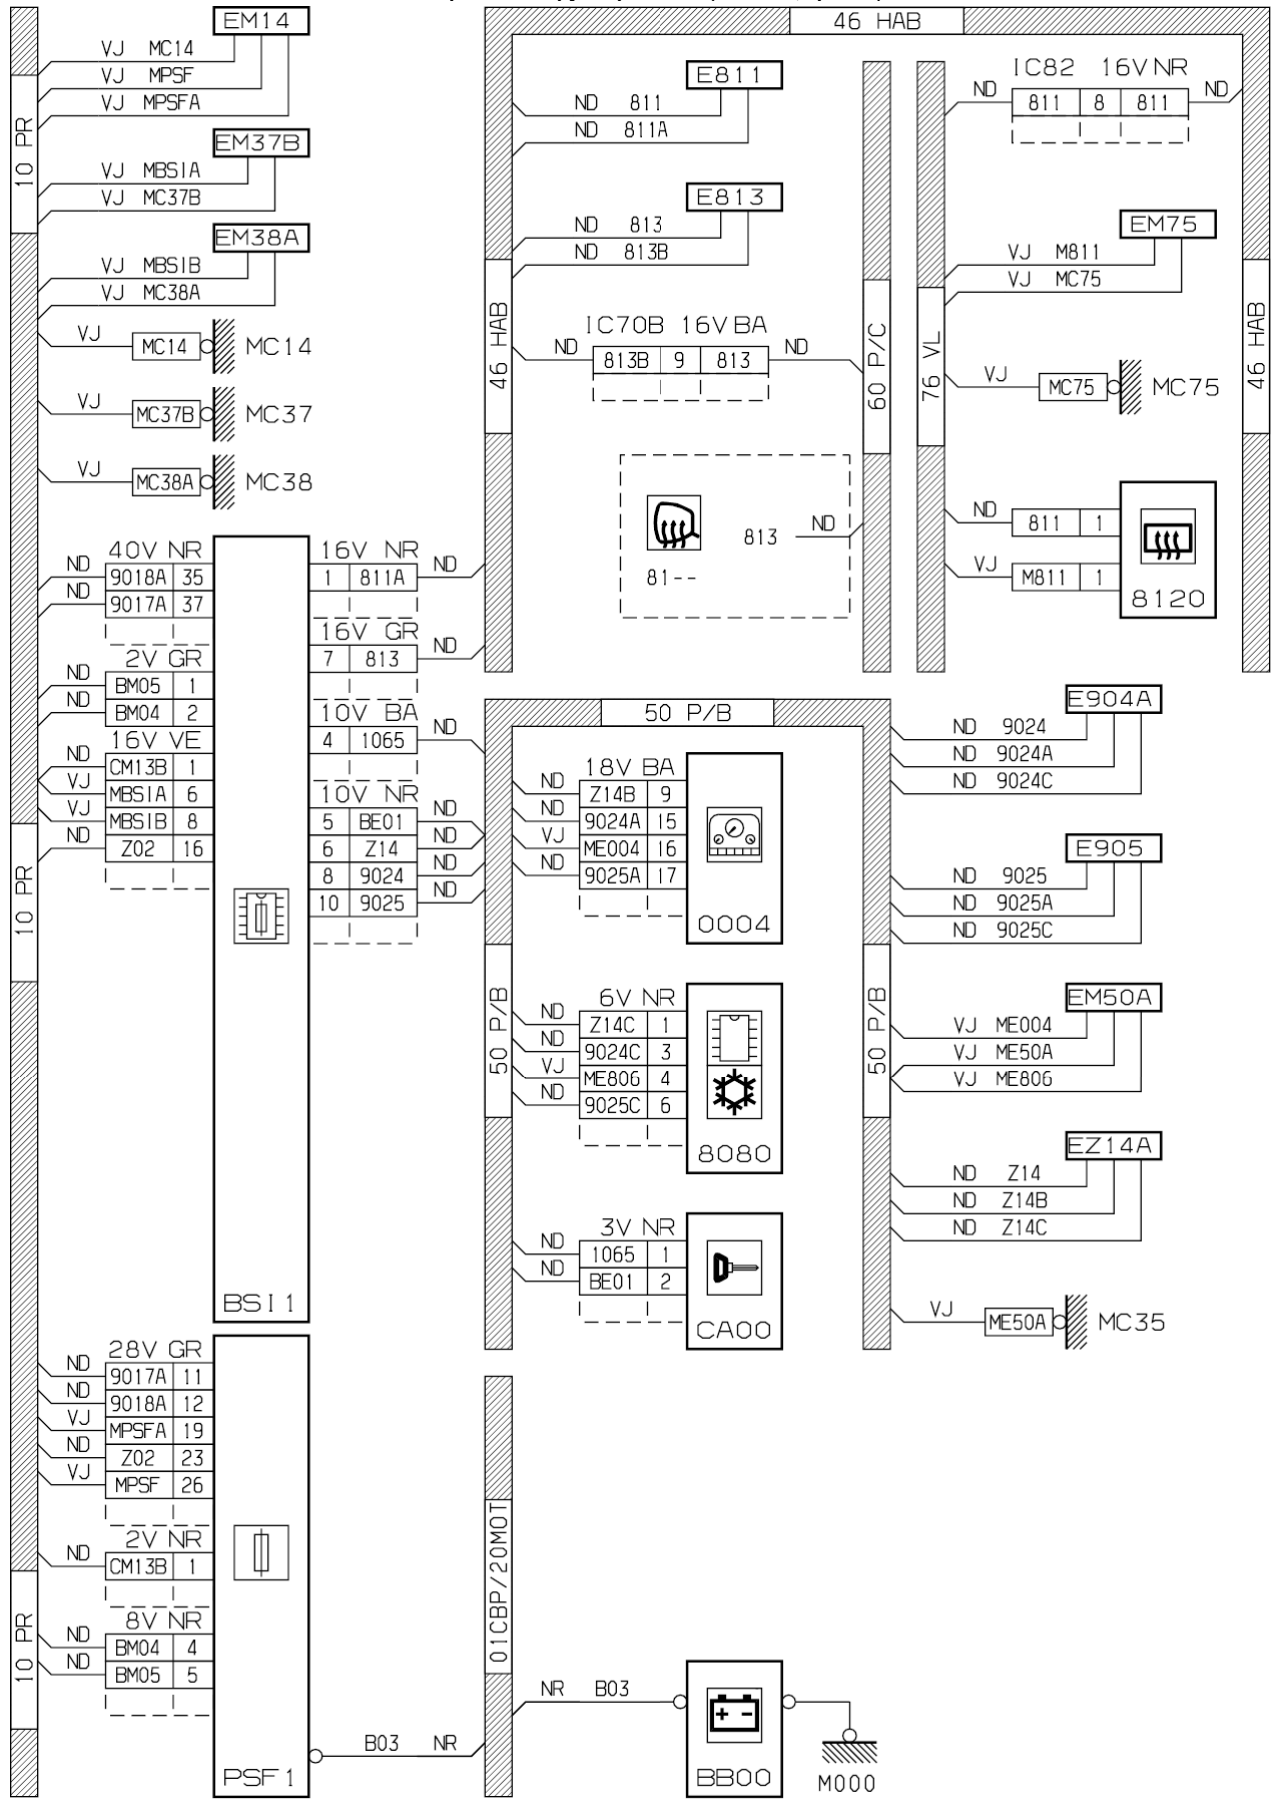 EM14
VJ MC14
VJ MPSF
VJ MPSFA
EM37B
VJ MBSIA
VJ MC37B
EM38A
VJ MBSIB
VJ MC38A
VJ MC14 MC14
VJ MC37B MC37
VJ MC38A MC38
10 PR
40V NR
ND 9018A 35
ND 9017A 37
2V GR
ND BM05 1
ND BM04 2
16V VE
ND CM13B 1
VJ MBSIA 6
VJ MBSIB 8
ND Z02 16
10 PR
16V NR
1 811A ND
16V GR
7 813 ND
10V BA
4 1065 ND
10V NR
5 BE01 ND
6 Z14 ND
8 9024 ND
10 9025 ND
BSI1
28V GR
ND 9017A 11
ND 9018A 12
VJ MPSFA 19
ND Z02 23
VJ MPSF 26
2V NR
ND CM13B 1
8V NR
ND BM04 4
ND BM05 5
10 PR
PSF1
B03 NR
46 HAB
E811
ND 811
ND 811A
E813
ND 813
ND 813B
46 HAB
IC70B 16V BA
ND 813B 9 813 ND
60 P/C
813 ND
81--
IC82 16V NR
ND 811 8 811 ND
EM75
VJ M811
VJ MC75
76 VL
VJ MC75 MC75
46 HAB
ND 811 1
VJ M811 1
8120
50 P/B
18V BA
ND Z14B 9
ND 9024A 15
VJ ME004 16
ND 9025A 17
0004
50 P/B
6V NR
ND Z14C 1
ND 9024C 3
VJ ME806 4
ND 9025C 6
8080
3V NR
ND 1065 1
ND BE01 2
CA00
50 P/B
E904A
ND 9024
ND 9024A
ND 9024C
E905
ND 9025
ND 9025A
ND 9025C
EM50A
VJ ME004
VJ ME50A
VJ ME806
EZ14A
ND Z14
ND Z14B
ND Z14C
VJ ME50A MC35
01CBP/20MOT
NR B03
+ -
BB00
M000